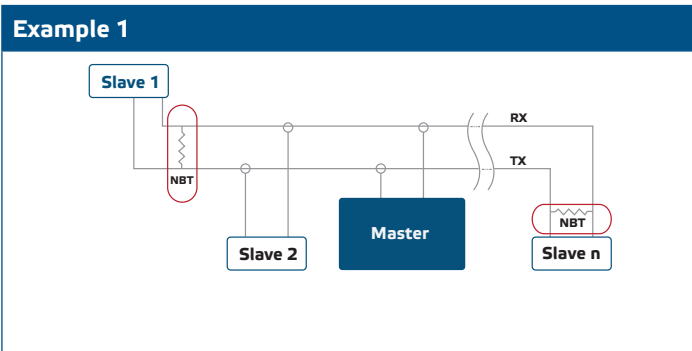 Example 1
Slave 1
RX
TX
NBT
Slave 2
Master
NBT
Slave n